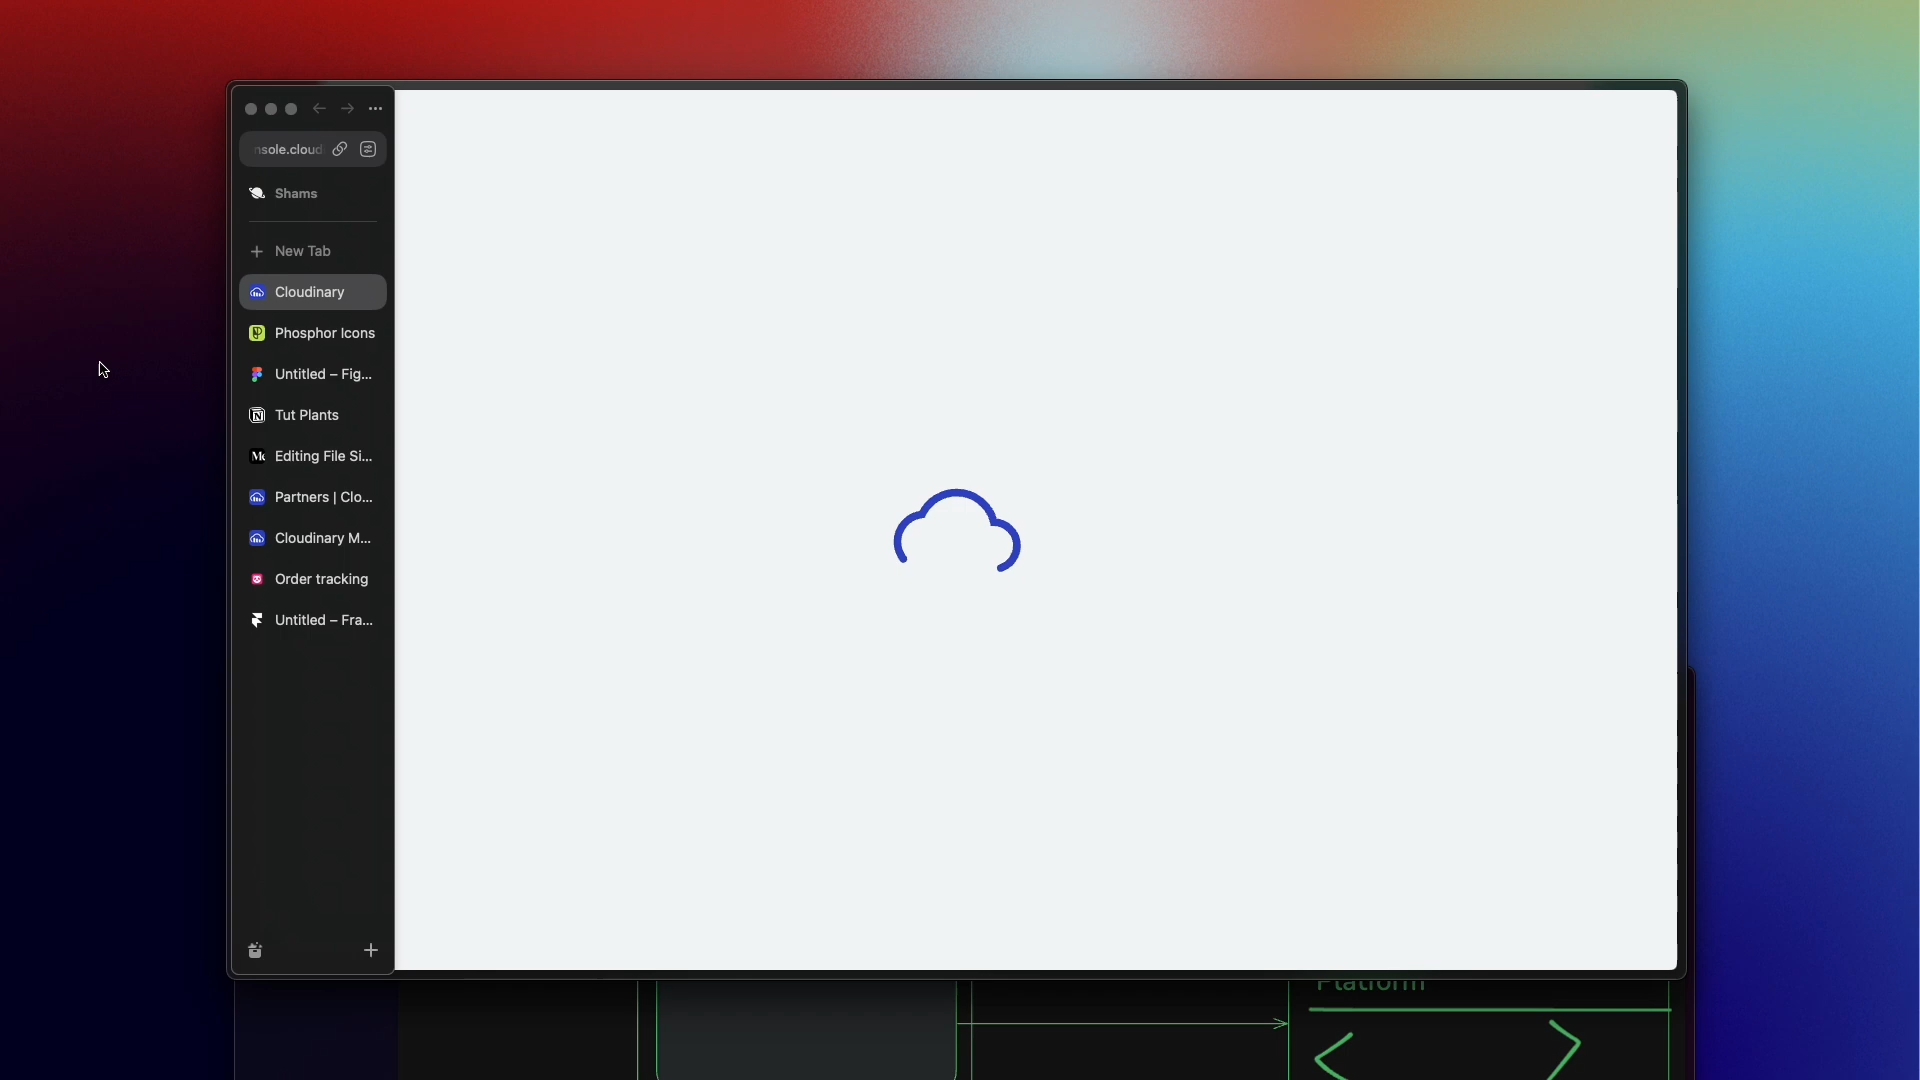 nsole.cloud
Shams
New Tab
Cloudinary
Phosphor Icons
Untitled – Fig...
Tut Plants
Editing File Si...
Partners | Clo...
Cloudinary M...
Order tracking
Untitled – Fra...
Platform